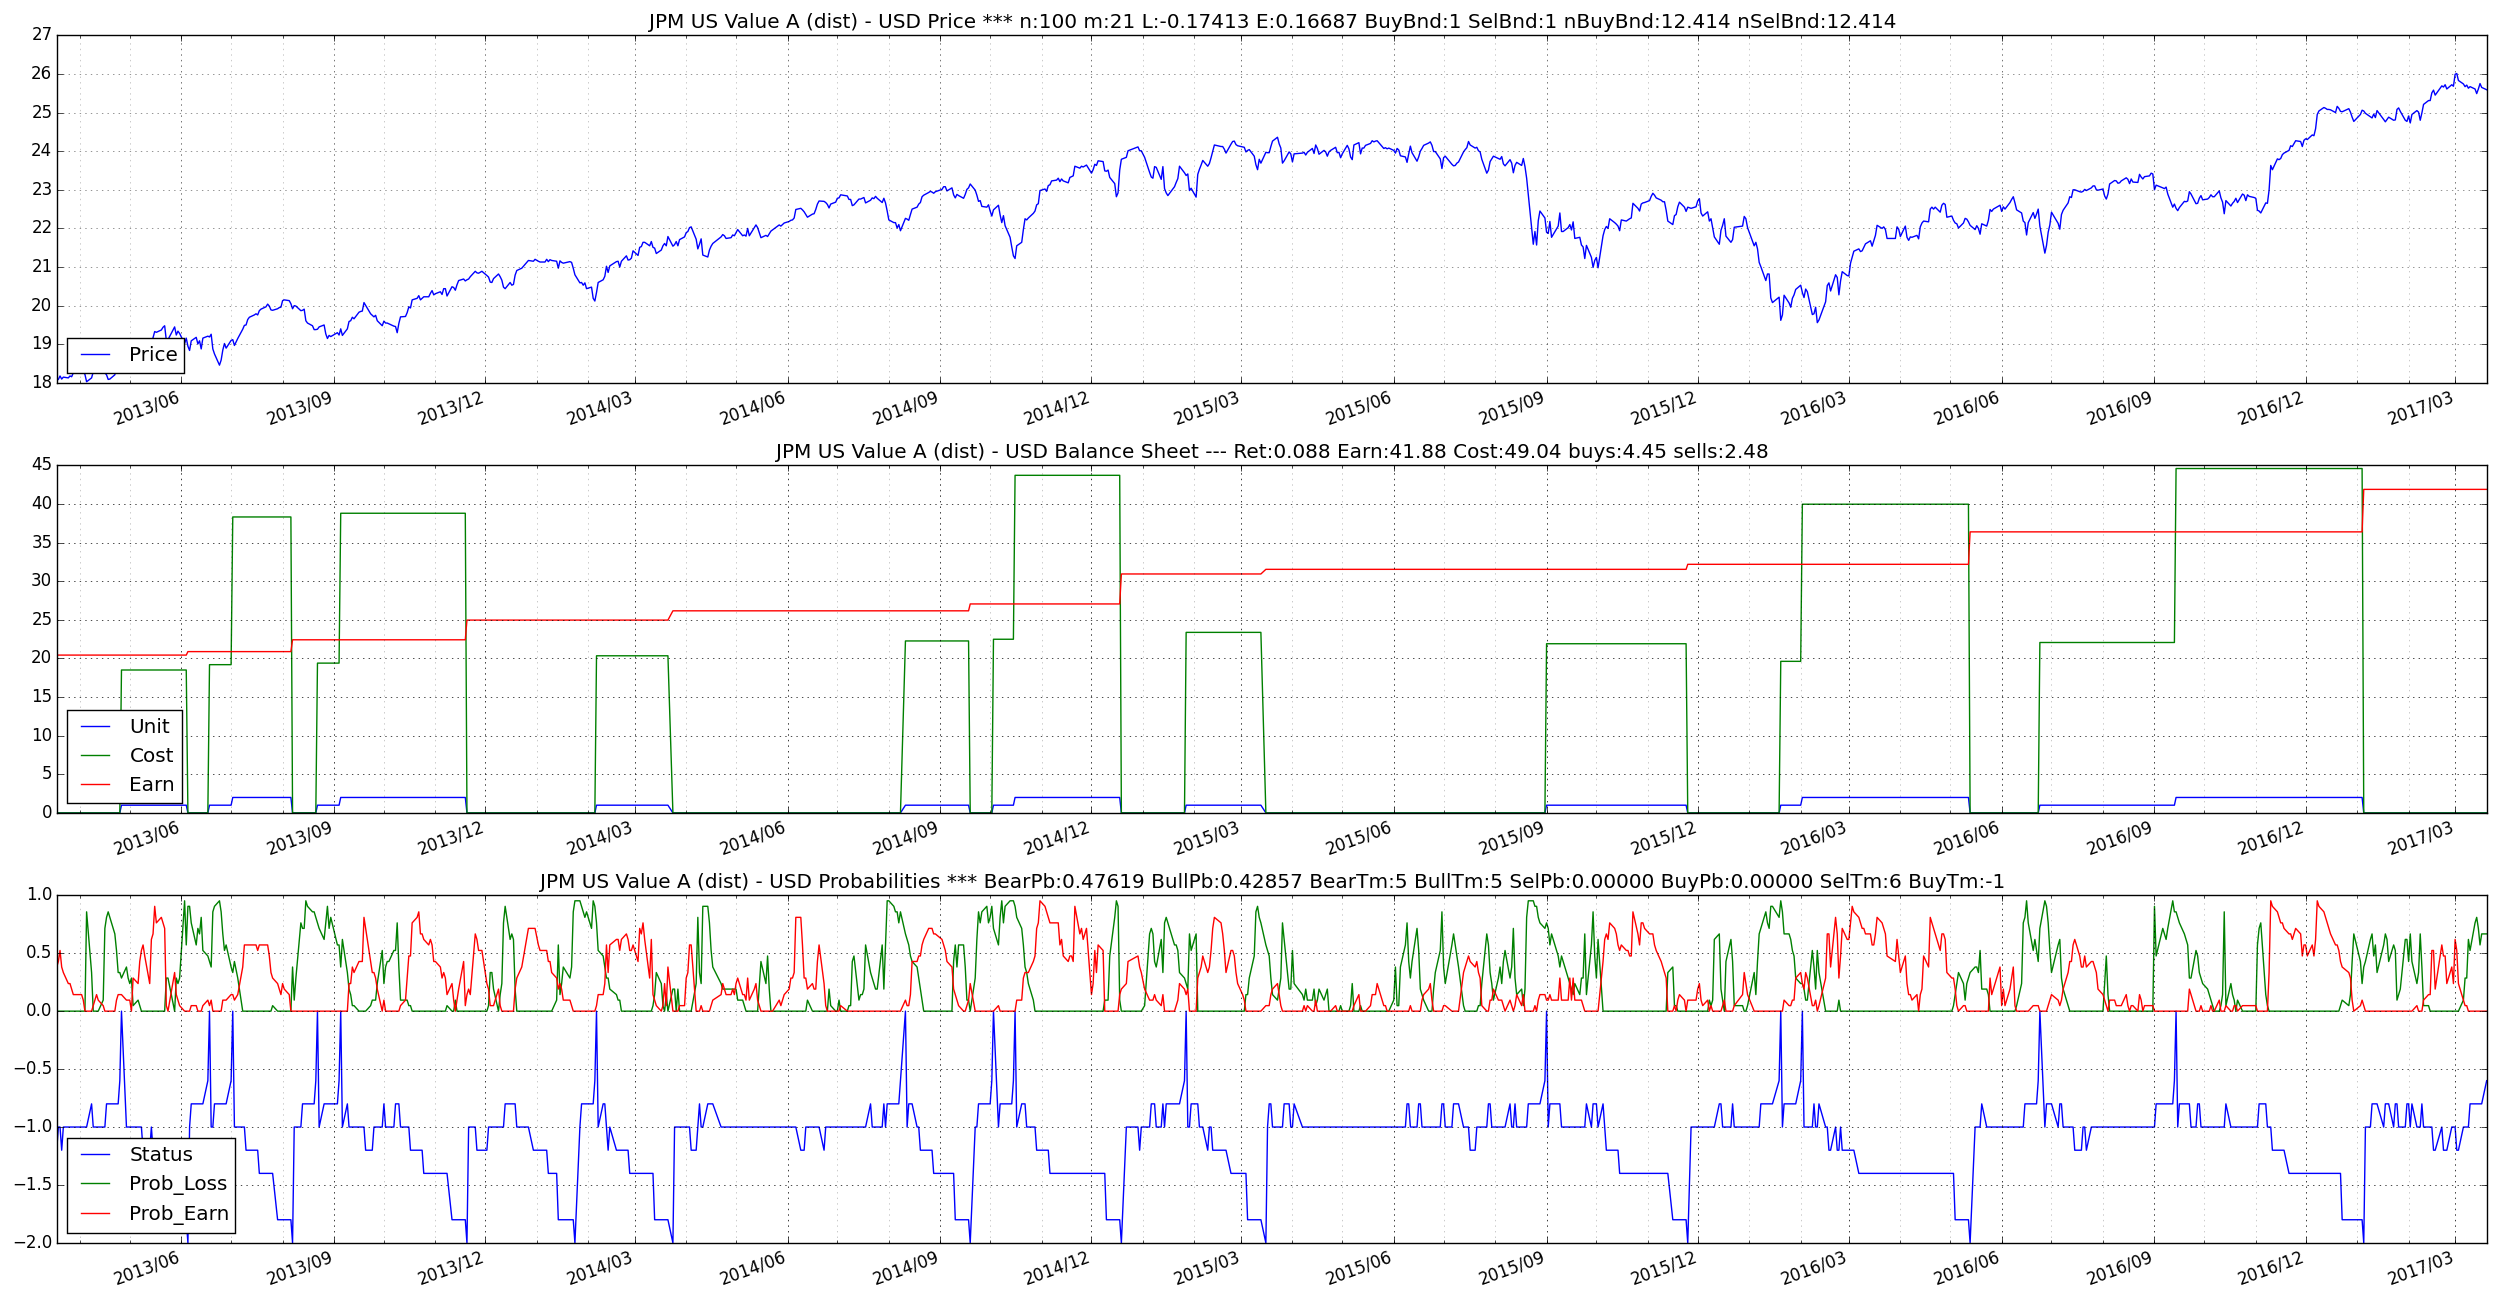 JPM US Value A (dist) - USD Price *** n:100 m:21 L:-0.17413 E:0.16687 BuyBnd:1 SelBnd:1 nBuyBnd:12.414 nSelBnd:12.414
27
26
25
24
23
22
21
20
19
18
Price
2013/06 2013/09 2013/12 2014/03 2014/06 2014/09 2014/12 2015/03 2015/06 2015/09 2015/12 2016/03 2016/06 2016/09 2016/12 2017/03
JPM US Value A (dist) - USD Balance Sheet --- Ret:0.088 Earn:41.88 Cost:49.04 buys:4.45 sells:2.48
45
40
35
30
25
20
15
10
5
0
Unit
Cost
Earn
2013/06 2013/09 2013/12 2014/03 2014/06 2014/09 2014/12 2015/03 2015/06 2015/09 2015/12 2016/03 2016/06 2016/09 2016/12 2017/03
JPM US Value A (dist) - USD Probabilities *** BearPb:0.47619 BullPb:0.42857 BearTm:5 BullTm:5 SelPb:0.00000 BuyPb:0.00000 SelTm:6 BuyTm:-1
1.0
0.5
0.0
−0.5
−1.0
−1.5
−2.0
Status
Prob_Loss
Prob_Earn
2013/06 2013/09 2013/12 2014/03 2014/06 2014/09 2014/12 2015/03 2015/06 2015/09 2015/12 2016/03 2016/06 2016/09 2016/12 2017/03